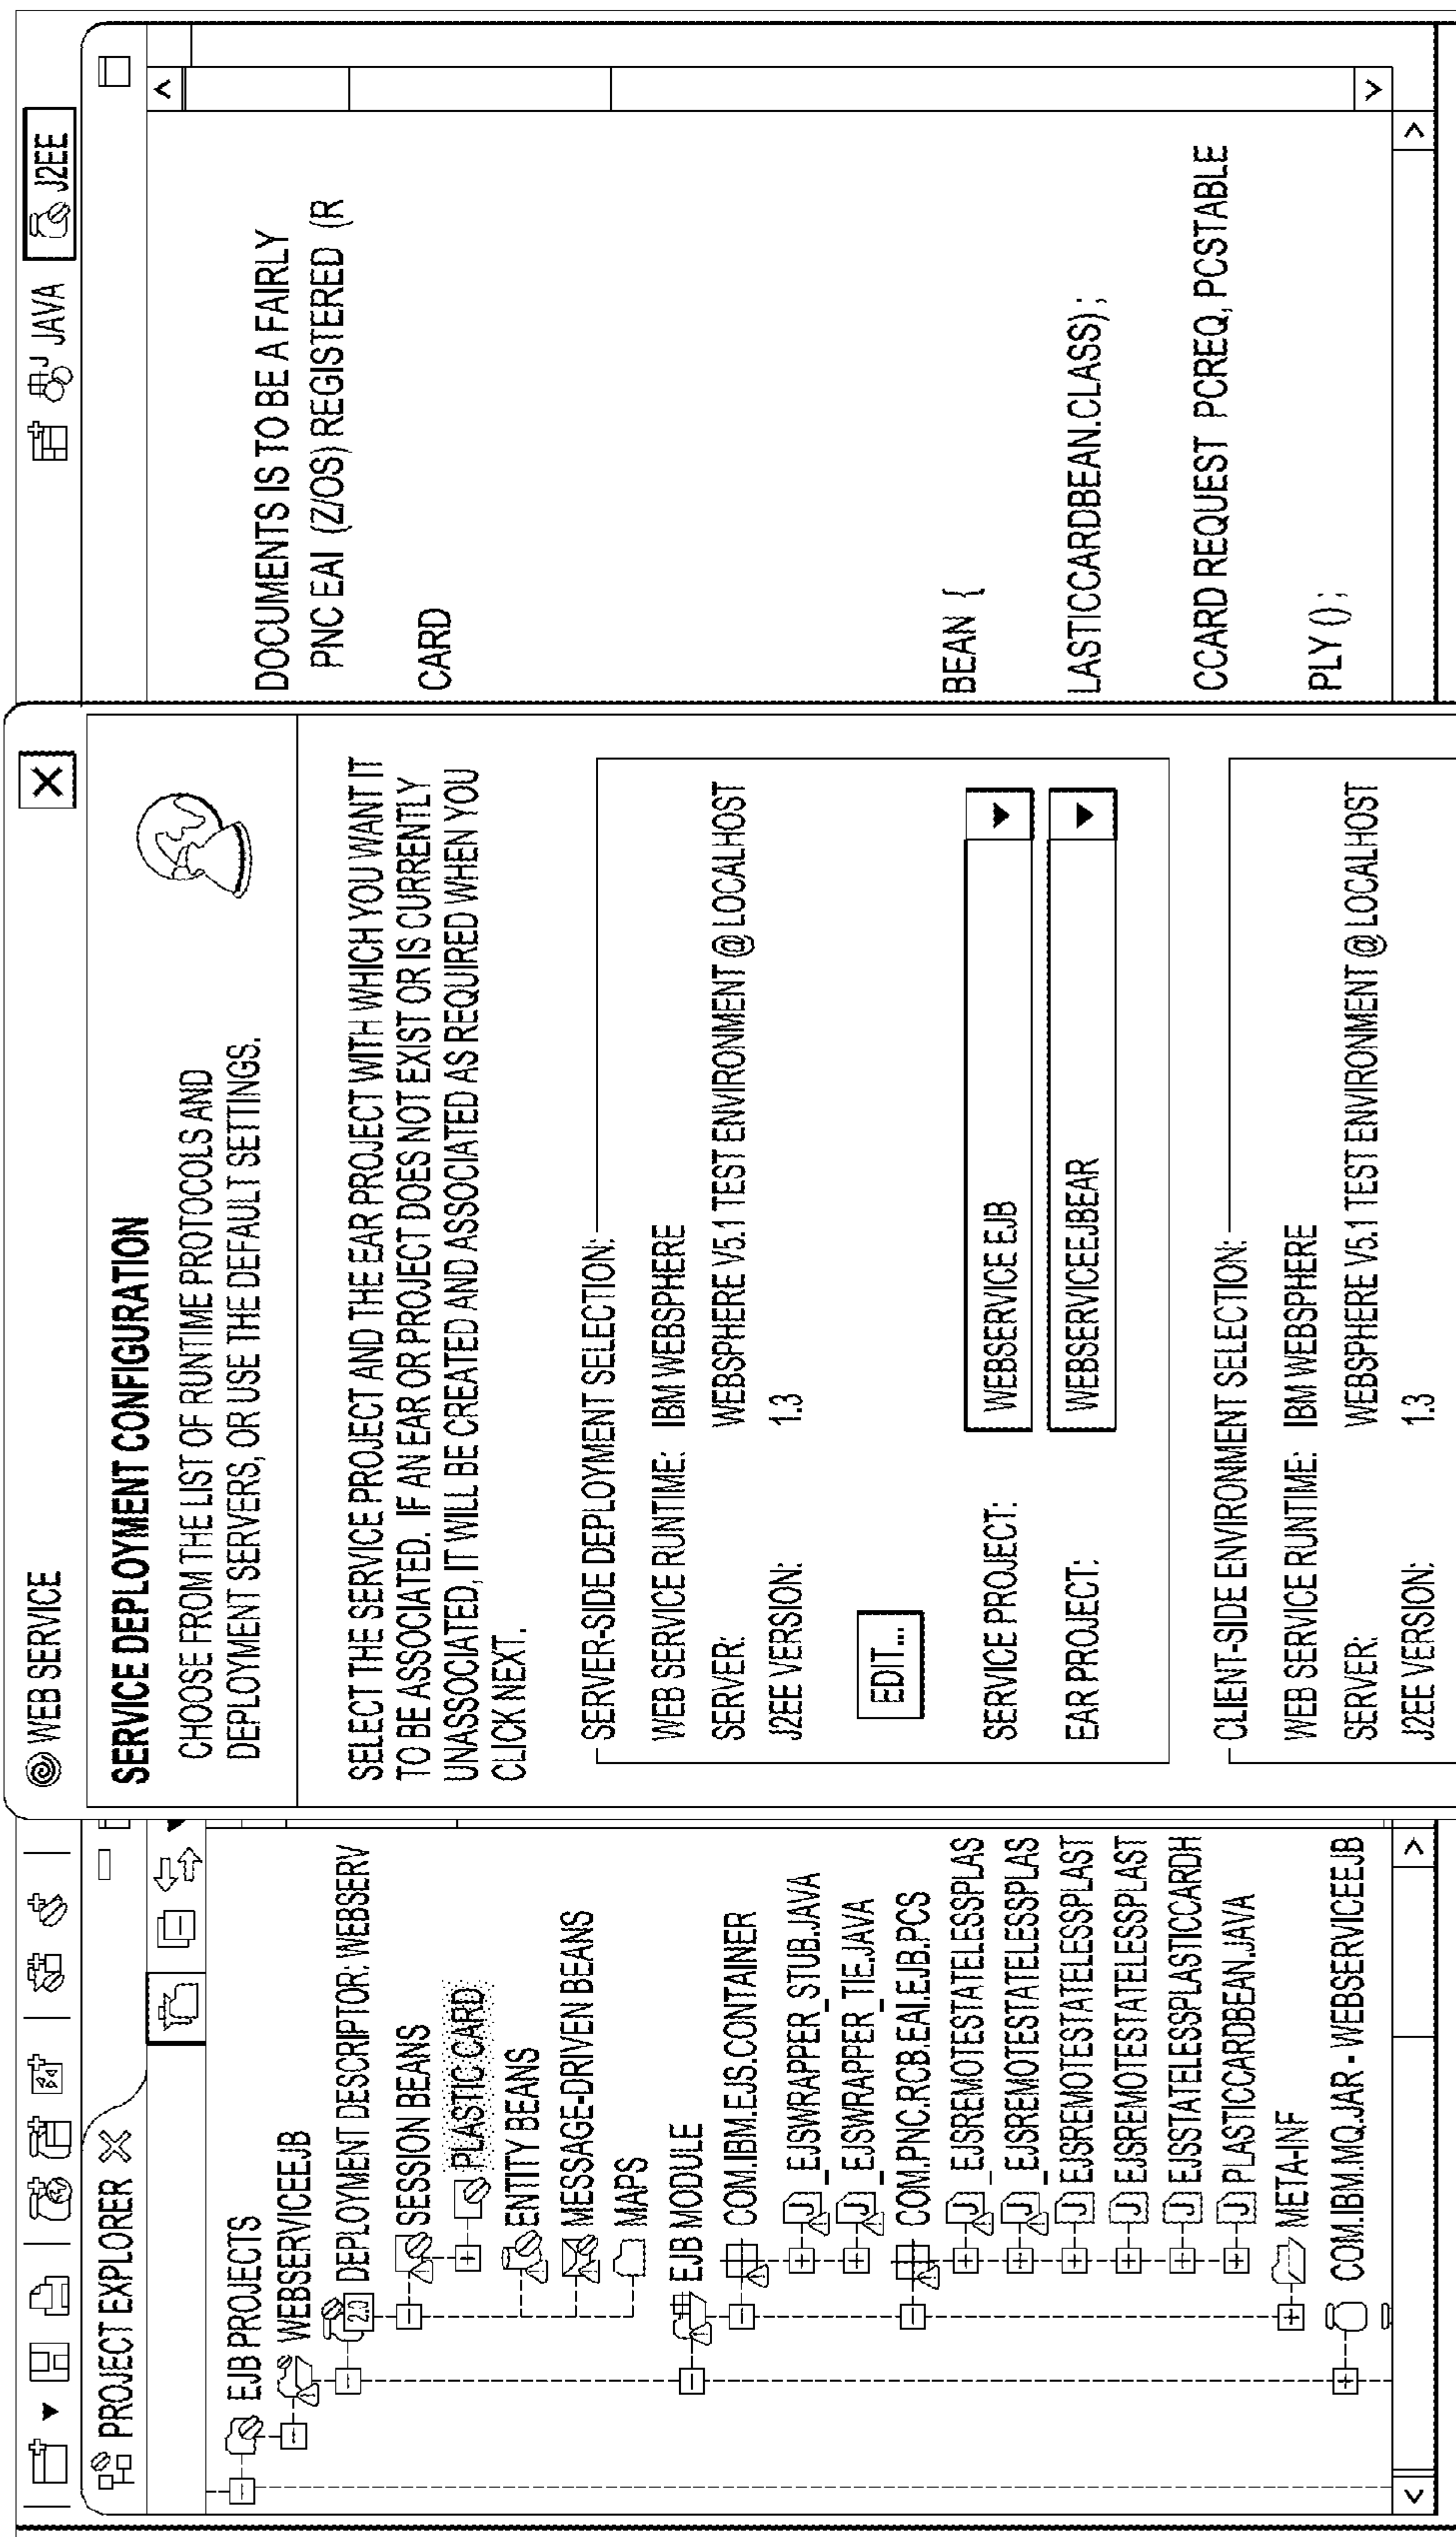 JAVA
J2EE
PROJECT EXPLORER
EJB PROJECTS
WEBSERVICEEJB
DEPLOYMENT DESCRIPTOR: WEBSERV
2.0
SESSION BEANS
PLASTIC CARD
ENTITY BEANS
MESSAGE-DRIVEN BEANS
MAPS
EJB MODULE
COM.IBM.EJS.CONTAINER
_EJSWRAPPER_STUB.JAVA
_EJSWRAPPER_TIE.JAVA
COM.PNC.RCB.EAI.EJB.PCS
_EJSREMOTESTATELESSPLAS
_EJSREMOTESTATELESSPLAS
EJSREMOTESTATELESSPLAST
EJSREMOTESTATELESSPLAST
EJSSTATELESSPLASTICCARDH
PLASTICCARDBEAN.JAVA
META-INF
COM.IBM.MQ.JAR - WEBSERVICEEJB
WEB SERVICE
SERVICE DEPLOYMENT CONFIGURATION
CHOOSE FROM THE LIST OF RUNTIME PROTOCOLS AND
DEPLOYMENT SERVERS, OR USE THE DEFAULT SETTINGS.
SELECT THE SERVICE PROJECT AND THE EAR PROJECT WITH WHICH YOU WANT IT
TO BE ASSOCIATED. IF AN EAR OR PROJECT DOES NOT EXIST OR IS CURRENTLY
UNASSOCIATED, IT WILL BE CREATED AND ASSOCIATED AS REQUIRED WHEN YOU
CLICK NEXT.
SERVER-SIDE DEPLOYMENT SELECTION:
WEB SERVICE RUNTIME: IBM WEBSPHERE
SERVER: WEBSPHERE V5.1 TEST ENVIRONMENT @ LOCALHOST
J2EE VERSION: 1.3
EDIT...
SERVICE PROJECT: WEBSERVICE EJB
EAR PROJECT: WEBSERVICEEJBEAR
CLIENT-SIDE ENVIRONMENT SELECTION:
WEB SERVICE RUNTIME: IBM WEBSPHERE
SERVER: WEBSPHERE V5.1 TEST ENVIRONMENT @ LOCALHOST
J2EE VERSION: 1.3
DOCUMENTS IS TO BE A FAIRLY
PNC EAI (Z/OS) REGISTERED (R
CARD
BEAN {
LASTICCARDBEAN.CLASS) ;
CCARD REQUEST PCREQ, PCSTABLE
PLY () ;